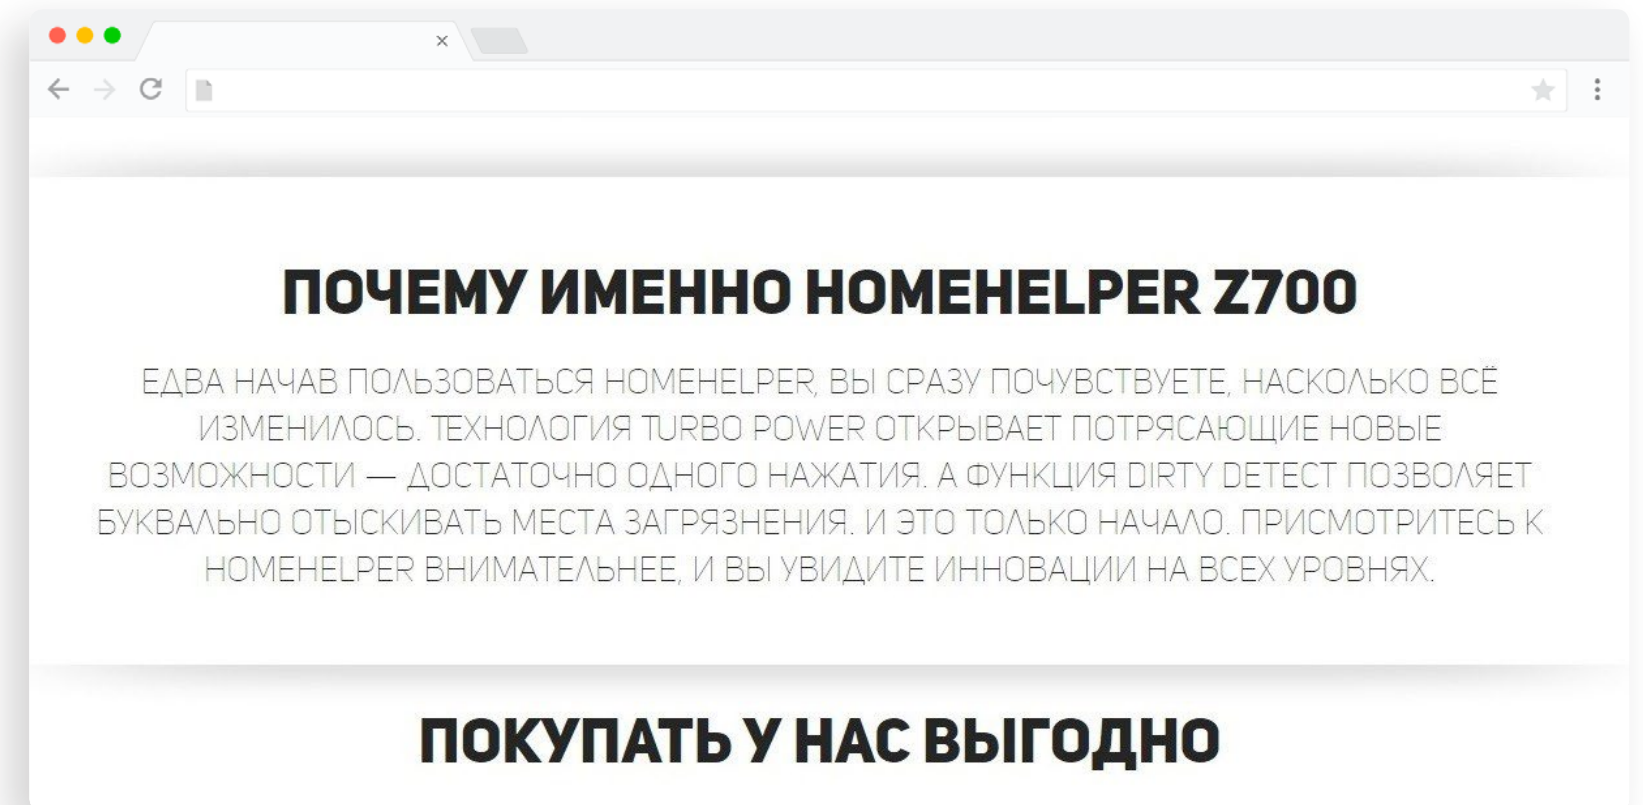 ПОЧЕМУ ИМЕННО HOMEHELPER Z700
ЕДВА НАЧАВ ПОЛЬЗОВАТЬСЯ HOMEHELPER, ВЫ СРАЗУ ПОЧУВСТВУЕТЕ, НАСКОЛЬКО ВСЁ
ИЗМЕНИЛОСЬ. ТЕХНОЛОГИЯ TURBO POWER ОТКРЫВАЕТ ПОТРЯСАЮЩИЕ НОВЫЕ
ВОЗМОЖНОСТИ — ДОСТАТОЧНО ОДНОГО НАЖАТИЯ. А ФУНКЦИЯ DIRTY DETECT ПОЗВОЛЯЕТ
БУКВАЛЬНО ОТЫСКИВАТЬ МЕСТА ЗАГРЯЗНЕНИЯ. И ЭТО ТОЛЬКО НАЧАЛО. ПРИСМОТРИТЕСЬ К
HOMEHELPER ВНИМАТЕЛЬНЕЕ, И ВЫ УВИДИТЕ ИННОВАЦИИ НА ВСЕХ УРОВНЯХ.
ПОКУПАТЬ У НАС ВЫГОДНО